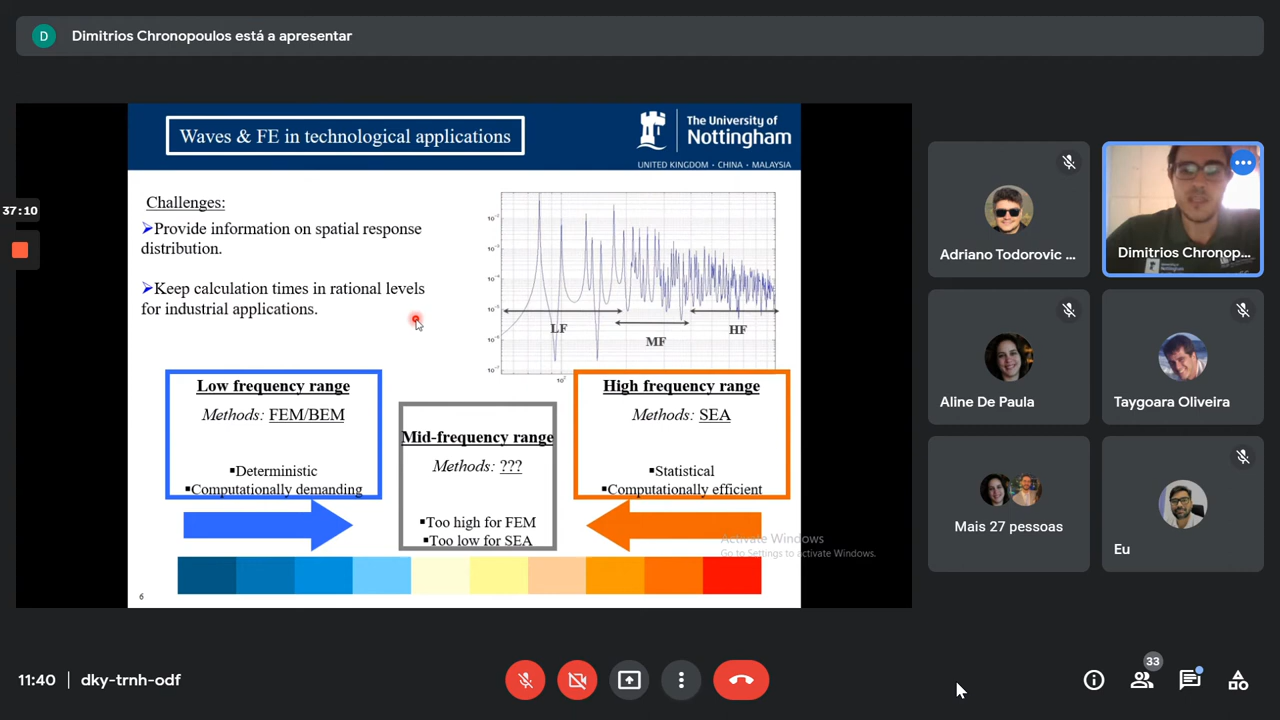 D
Dimitrios Chronopoulos está a apresentar
Waves & FE in technological applications
The University of
Nottingham
UNITED KINGDOM · CHINA · MALAYSIA
37:10
Challenges:
➢Provide information on spatial response
distribution.
➢Keep calculation times in rational levels
for industrial applications.
LF
MF
HF
Low frequency range
Methods: FEM/BEM
▪Deterministic
▪Computationally demanding
Mid-frequency range
Methods: ???
▪Too high for FEM
▪Too low for SEA
High frequency range
Methods: SEA
▪Statistical
▪Computationally efficient
Activate Windows
Go to Settings to activate Windows.
6
Adriano Todorovic ...
Dimitrios Chronop...
Aline De Paula
Taygoara Oliveira
Mais 27 pessoas
Eu
11:40 | dky-trnh-odf
33